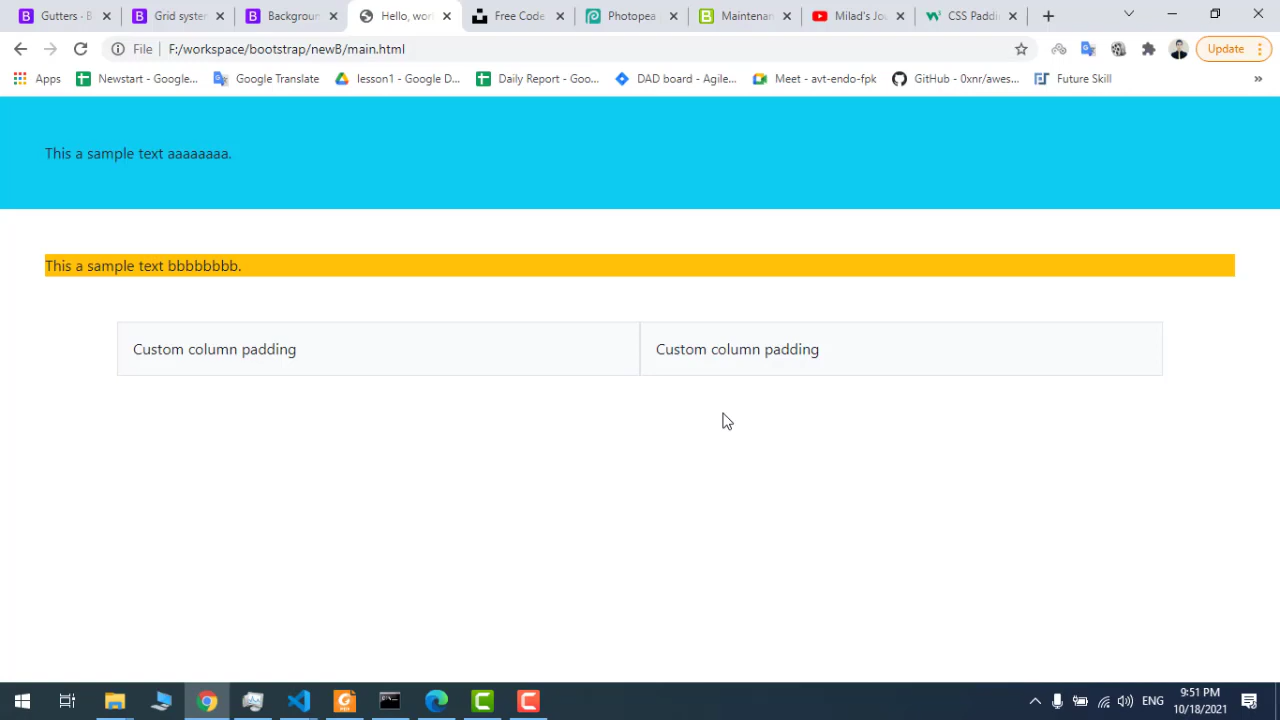 Gutters - B
Grid system
Background
Hello, wor
Free Code
Photopea
Maintenan
Milad's Jou
CSS Paddi
File
F:/workspace/bootstrap/newB/main.html
Update
Apps
Newstart - Google...
Google Translate
lesson1 - Google D...
Daily Report - Goo...
DAD board - Agile...
Meet - avt-endo-fpk
GitHub - 0xnr/awes...
Future Skill
»
This a sample text aaaaaaaa.
This a sample text bbbbbbbb.
Custom column padding
Custom column padding
ENG
9:51 PM
10/18/2021